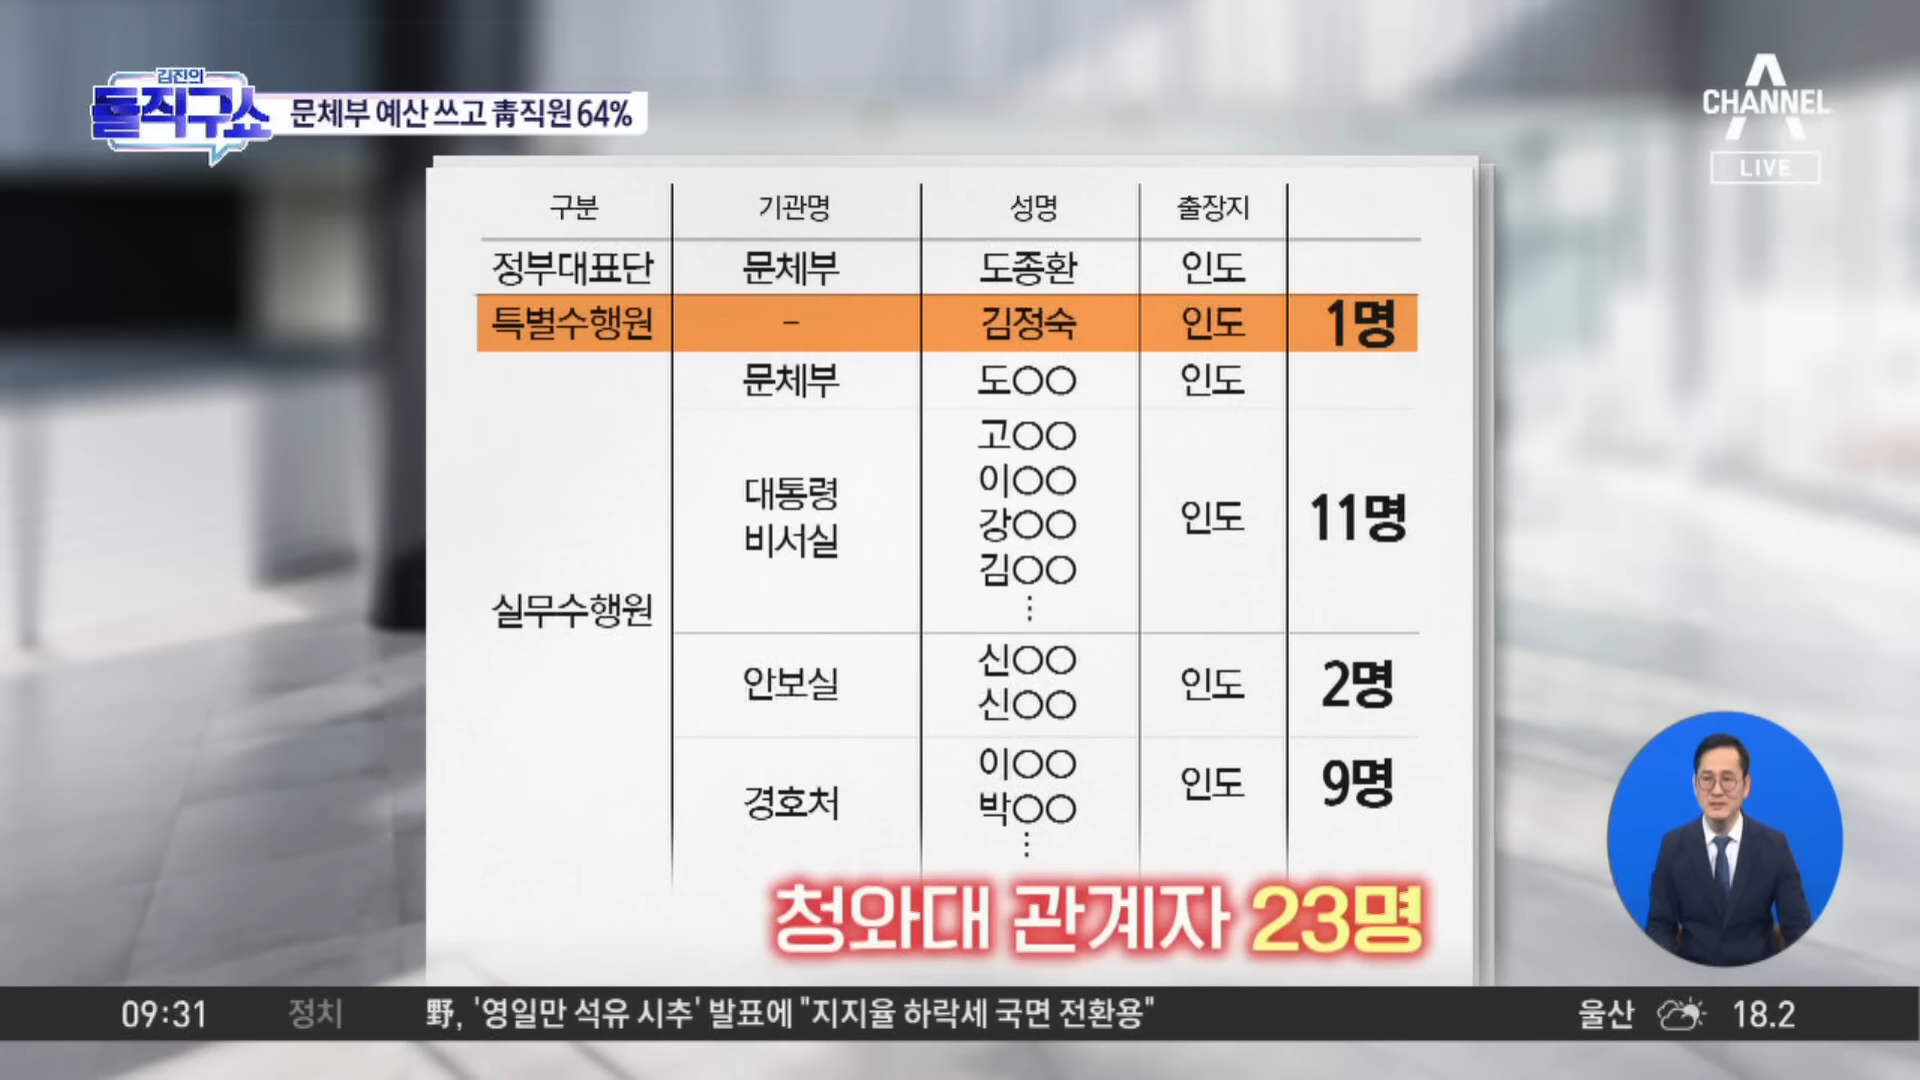 김진의
돌직구쇼
문체부 예산 쓰고 靑직원 64%
CHANNEL A
LIVE
구분 기관명 성명 출장지
정부대표단 문체부 도종환 인도
특별수행원 - 김정숙 인도 1명
실무수행원
문체부 도○○ 인도
대통령
비서실
고○○
이○○
강○○
김○○
⋮
인도 11명
안보실
신○○
신○○
인도 2명
경호처
이○○
박○○
⋮
인도 9명
청와대 관계자 23명
09:31 정치 野, '영일만 석유 시추' 발표에 "지지율 하락세 국면 전환용" 울산 18.2